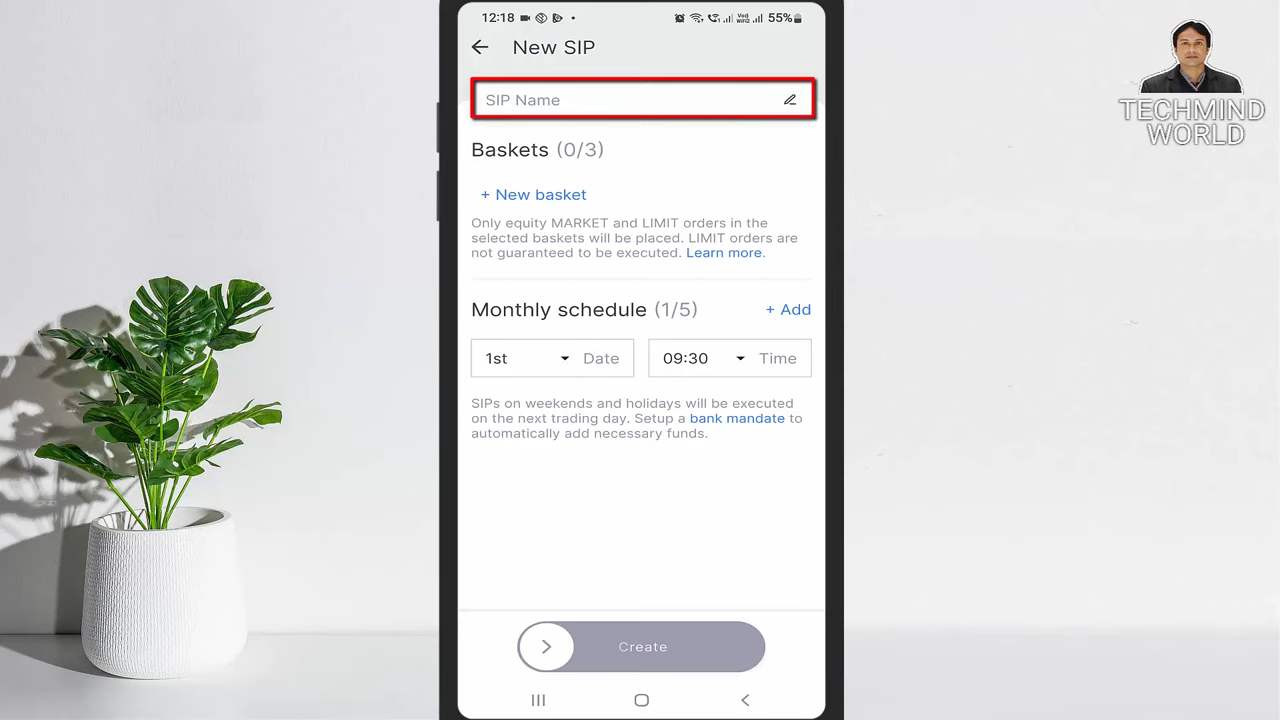 12:18 55%
New SIP
SIP Name
Baskets (0/3)
+ New basket
Only equity MARKET and LIMIT orders in the
selected baskets will be placed. LIMIT orders are
not guaranteed to be executed. Learn more.
Monthly schedule (1/5) + Add
1st Date 09:30 Time
SIPs on weekends and holidays will be executed
on the next trading day. Setup a bank mandate to
automatically add necessary funds.
Create
TECHMIND
WORLD